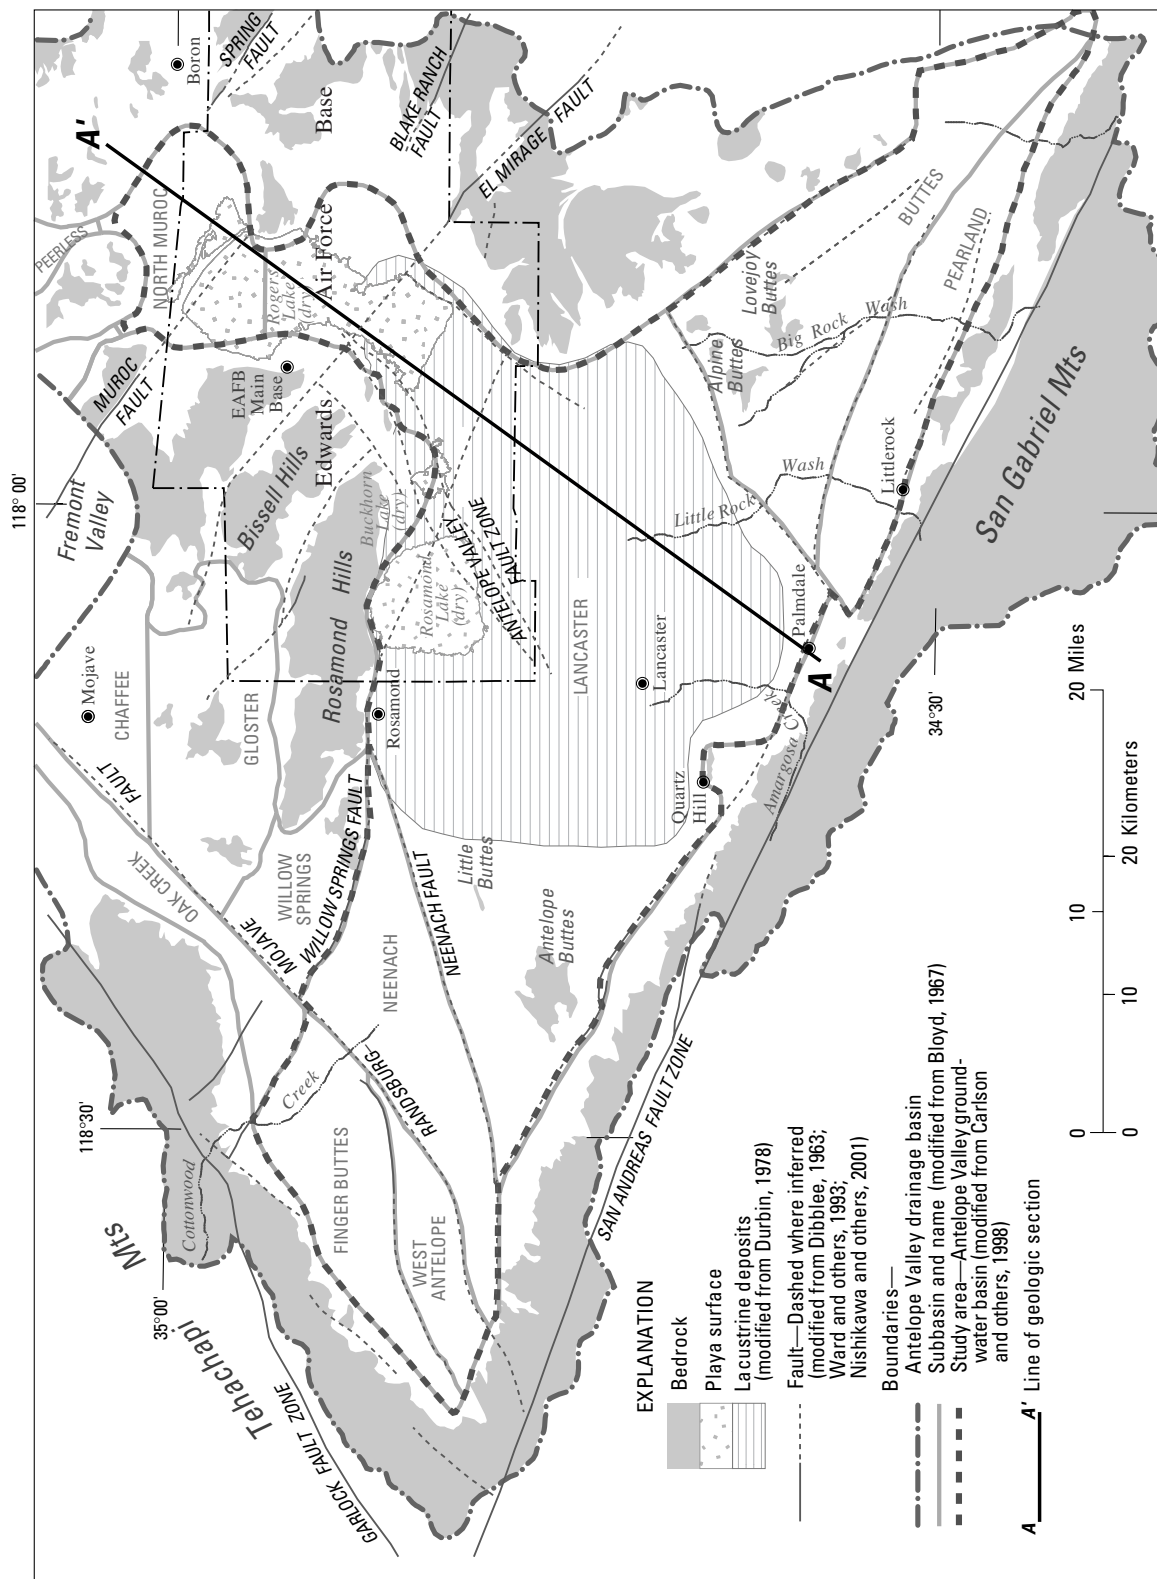 Tehachapi
Mts
GARLOCK FAULT ZONE
35°00'
118°30'
118° 00'
34°30'
Cottonwood
Creek
FINGER BUTTES
WEST
ANTELOPE
RANDSBURG–
MOJAVE
FAULT
OAK CREEK
NEENACH
NEENACH FAULT
WILLOW SPRINGS FAULT
WILLOW
SPRINGS
GLOSTER
CHAFFEE
Mojave
Fremont
Valley
MUROC
FAULT
PEERLESS
NORTH MUROC
A'
Boron
SPRING
FAULT
Rosamond Hills
Bissell Hills
EAFB
Main
Base
Edwards
Air Force
Base
Rogers
Lake
(dry)
BLAKE RANCH
FAULT
EL MIRAGE FAULT
Rosamond
Buckhorn
Lake
(dry)
Rosamond
Lake
(dry)
ANTELOPE VALLEY
FAULT ZONE
LANCASTER
Lancaster
Little
Buttes
Antelope
Buttes
Quartz
Hill
Amargosa Creek
Palmdale
A
Little Rock
Wash
Littlerock
Alpine
Buttes
Lovejoy
Buttes
Big Rock
Wash
BUTTES
PEARLAND
San Gabriel Mts
SAN ANDREAS FAULT ZONE
EXPLANATION
Bedrock
Playa surface
Lacustrine deposits
(modified from Durbin, 1978)
Fault—Dashed where inferred
(modified from Dibblee, 1963;
Ward and others, 1993;
Nishikawa and others, 2001)
Boundaries—
Antelope Valley drainage basin
Subbasin and name (modified from Bloyd, 1967)
Study area—Antelope Valley ground-
water basin (modified from Carlson
and others, 1998)
A A' Line of geologic section
0 10 20 Miles
0 10 20 Kilometers